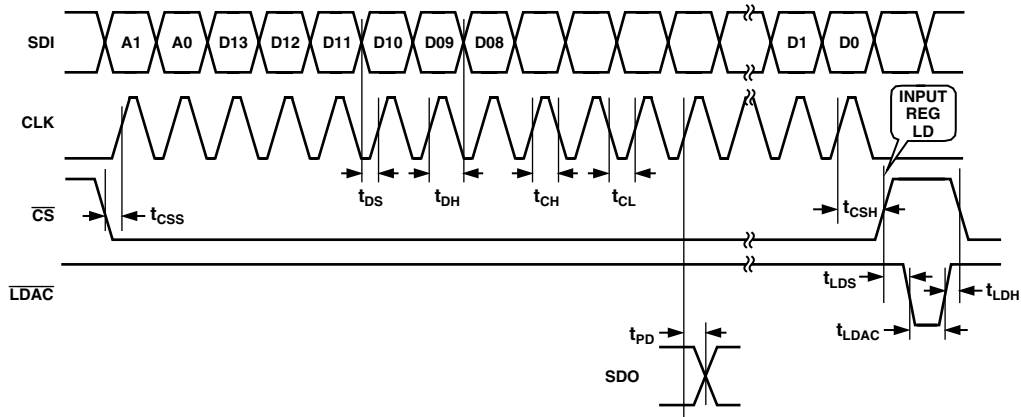 SDI A1 A0 D13 D12 D11 D10 D09 D08 D1 D0
CLK
INPUT
REG
LD
tDS tDH tCH tCL
CS tCSS tCSH
LDAC tLDS tLDH
tPD tLDAC
SDO